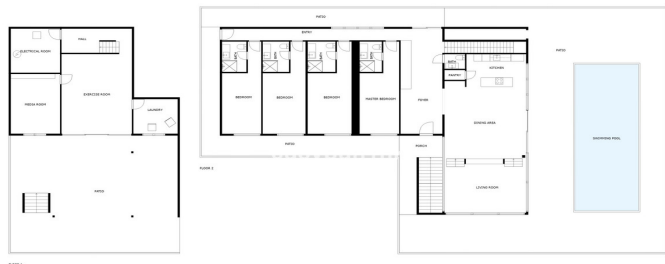 ELECTRICAL ROOM
HALL
MEDIA ROOM
EXERCISE ROOM
LAUNDRY
PATIO
PATIO
ENTRY
BATH
BATH
BATH
BATH
BEDROOM
BEDROOM
BEDROOM
MASTER BEDROOM
FOYER
BATH
PANTRY
KITCHEN
DINING AREA
PATIO
SWIMMING POOL
PATIO
PORCH
LIVING ROOM
FLOOR 2